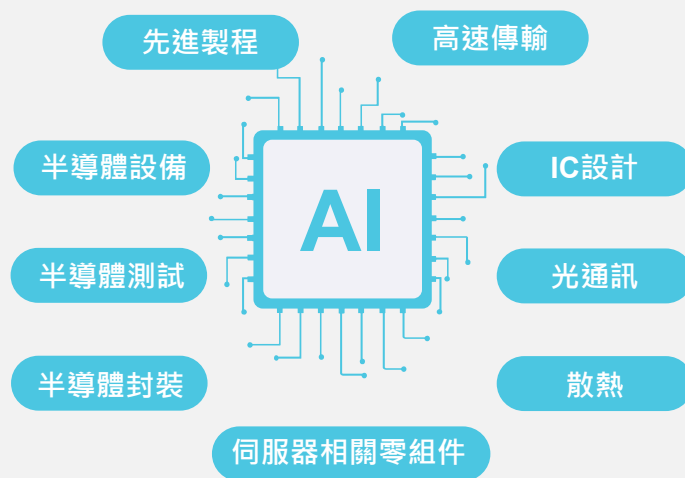 先進製程
高速傳輸
半導體設備
IC設計
AI
半導體測試
光通訊
半導體封裝
散熱
伺服器相關零組件